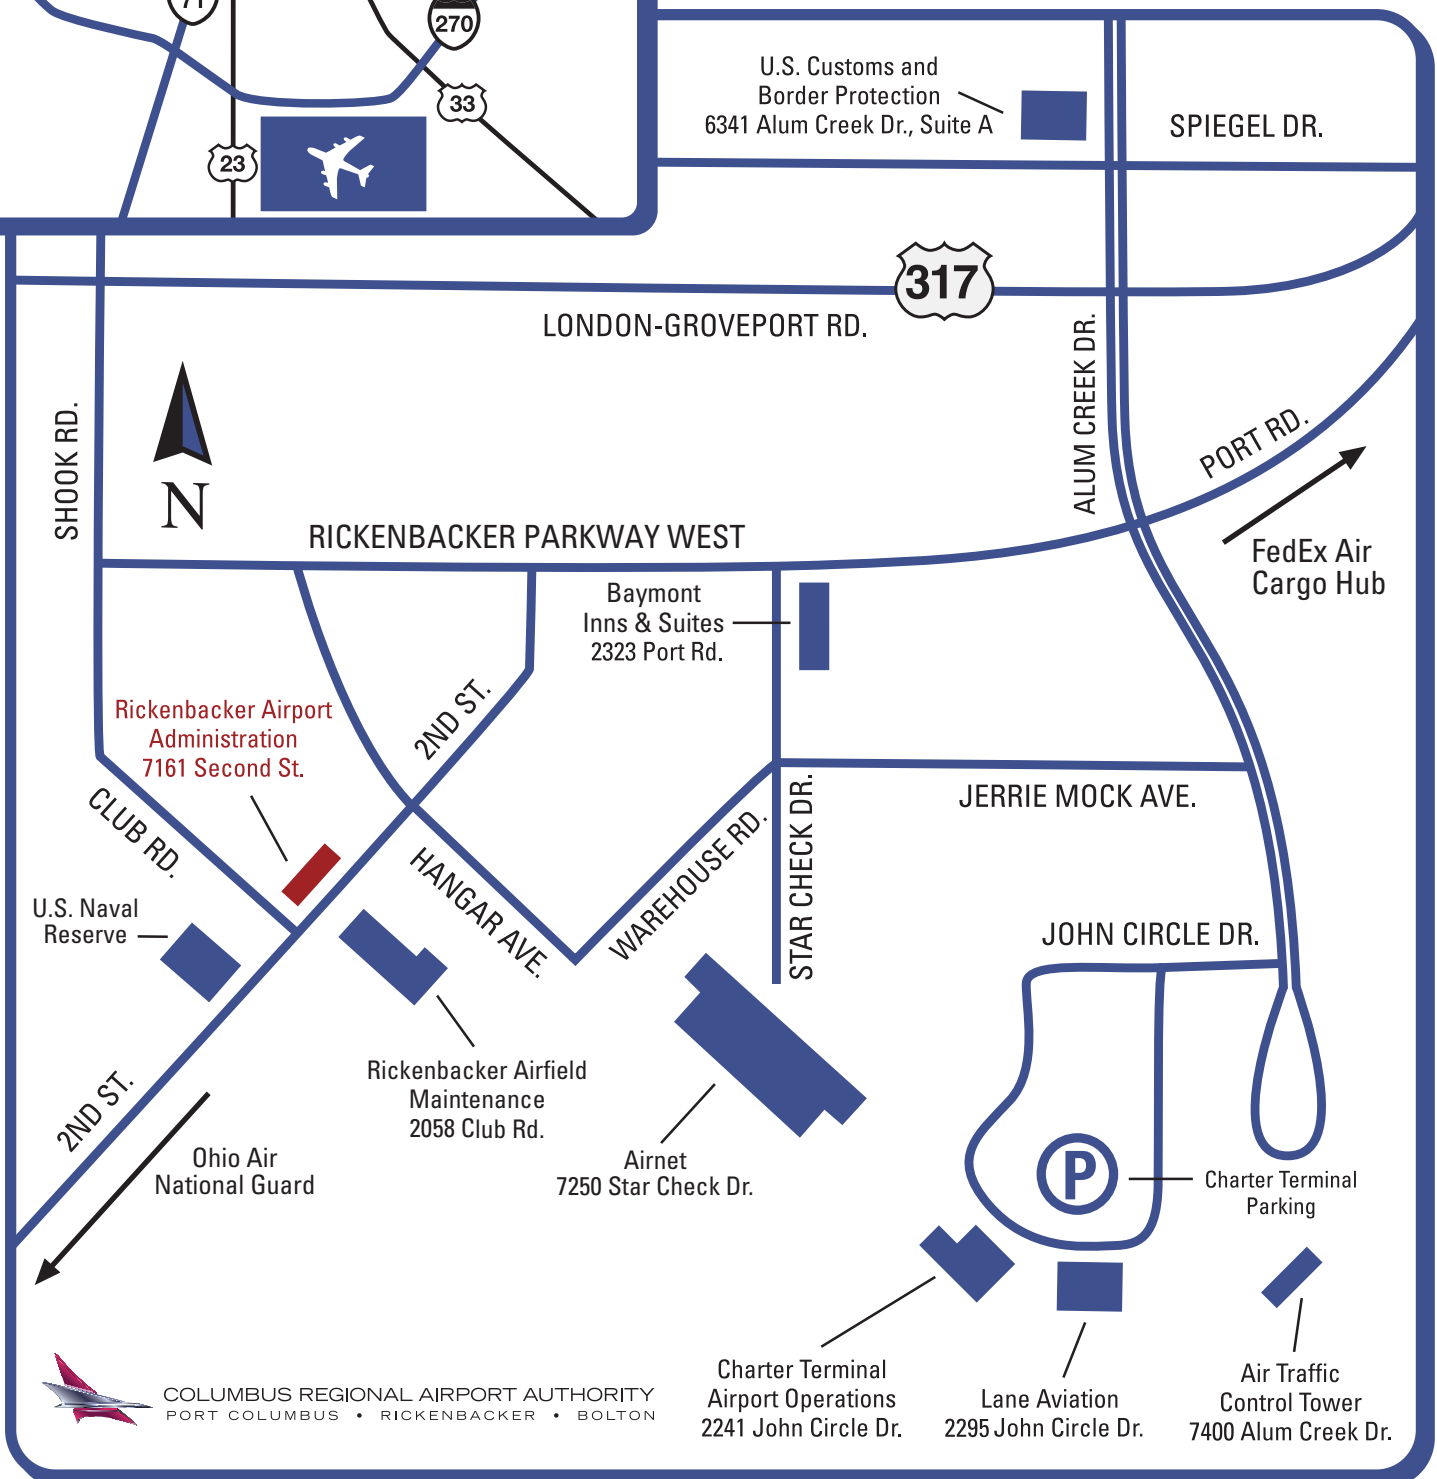 71
270
33
23
U.S. Customs and
Border Protection
6341 Alum Creek Dr., Suite A
SPIEGEL DR.
317
LONDON-GROVEPORT RD.
ALUM CREEK DR.
SHOOK RD.
N
PORT RD.
RICKENBACKER PARKWAY WEST
FedEx Air
Cargo Hub
Baymont
Inns & Suites
2323 Port Rd.
2ND ST.
Rickenbacker Airport
Administration
7161 Second St.
CLUB RD.
HANGAR AVE.
WAREHOUSE RD.
STAR CHECK DR.
JERRIE MOCK AVE.
U.S. Naval
Reserve
JOHN CIRCLE DR.
Rickenbacker Airfield
Maintenance
2058 Club Rd.
2ND ST.
Ohio Air
National Guard
Airnet
7250 Star Check Dr.
P
Charter Terminal
Parking
Charter Terminal
Airport Operations
2241 John Circle Dr.
Lane Aviation
2295 John Circle Dr.
Air Traffic
Control Tower
7400 Alum Creek Dr.
COLUMBUS REGIONAL AIRPORT AUTHORITY
PORT COLUMBUS • RICKENBACKER • BOLTON